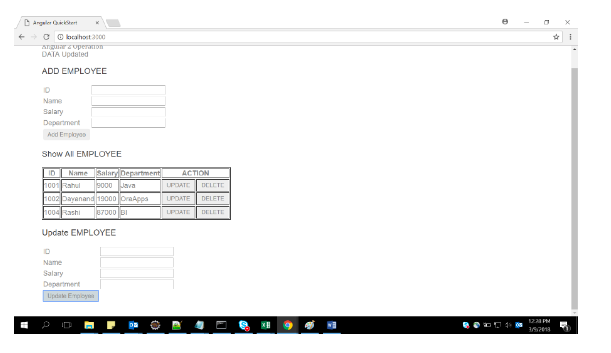 Angular QuickStart
localhost:3000
Angular 2 Operation
DATA Updated
ADD EMPLOYEE
ID
Name
Salary
Department
Add Employee
Show All EMPLOYEE
ID Name Salary Department ACTION
1001 Rahul 9000 Java UPDATE DELETE
1002 Dayanand 19000 OraApps UPDATE DELETE
1004 Rashi 87000 BI UPDATE DELETE
Update EMPLOYEE
ID
Name
Salary
Department
Update Employee
12:38 PM
3/9/2018